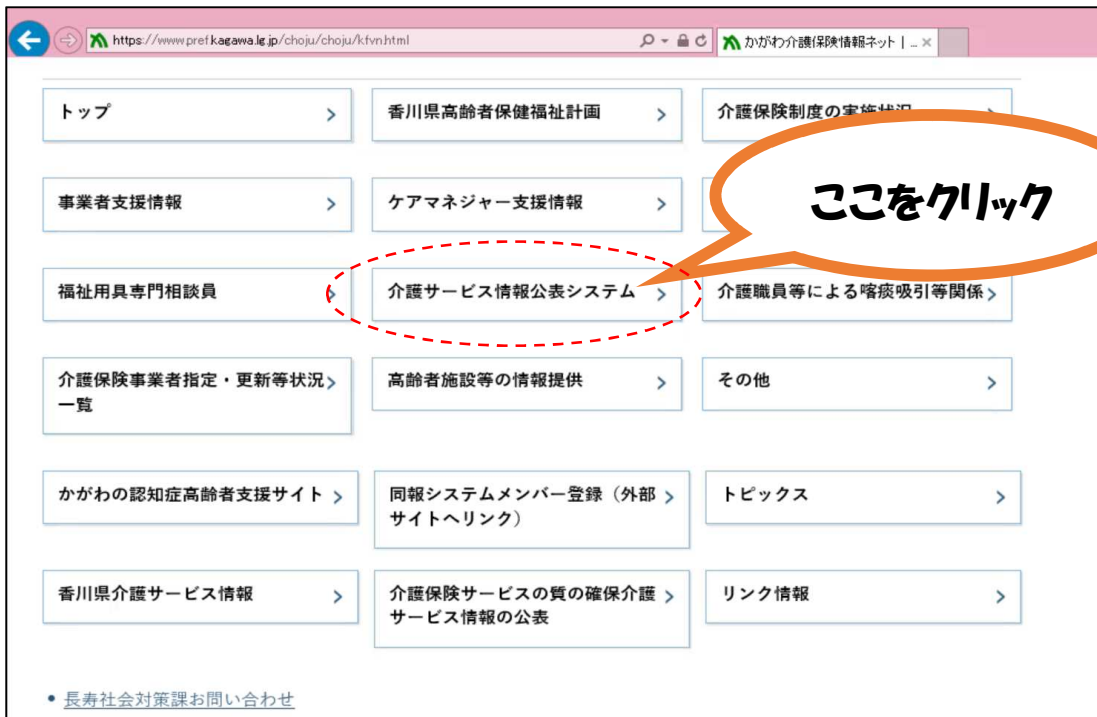 https://www.pref.kagawa.lg.jp/choju/choju/kfvn.html
かがわ介護保険情報ネット | ...
トップ
香川県高齢者保健福祉計画
介護保険制度の実施状況
事業者支援情報
ケアマネジャー支援情報
ここをクリック
福祉用具専門相談員
介護サービス情報公表システム
介護職員等による喀痰吸引等関係
介護保険事業者指定・更新等状況
一覧
高齢者施設等の情報提供
その他
かがわの認知症高齢者支援サイト
同報システムメンバー登録（外部
サイトへリンク）
トピックス
香川県介護サービス情報
介護保険サービスの質の確保介護
サービス情報の公表
リンク情報
• 長寿社会対策課お問い合わせ